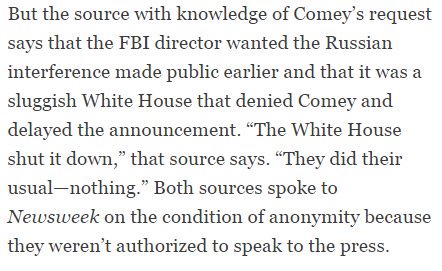 But the source with knowledge of Comey’s request
says that the FBI director wanted the Russian
interference made public earlier and that it was a
sluggish White House that denied Comey and
delayed the announcement. “The White House
shut it down,” that source says. “They did their
usual—nothing.” Both sources spoke to
Newsweek on the condition of anonymity because
they weren’t authorized to speak to the press.